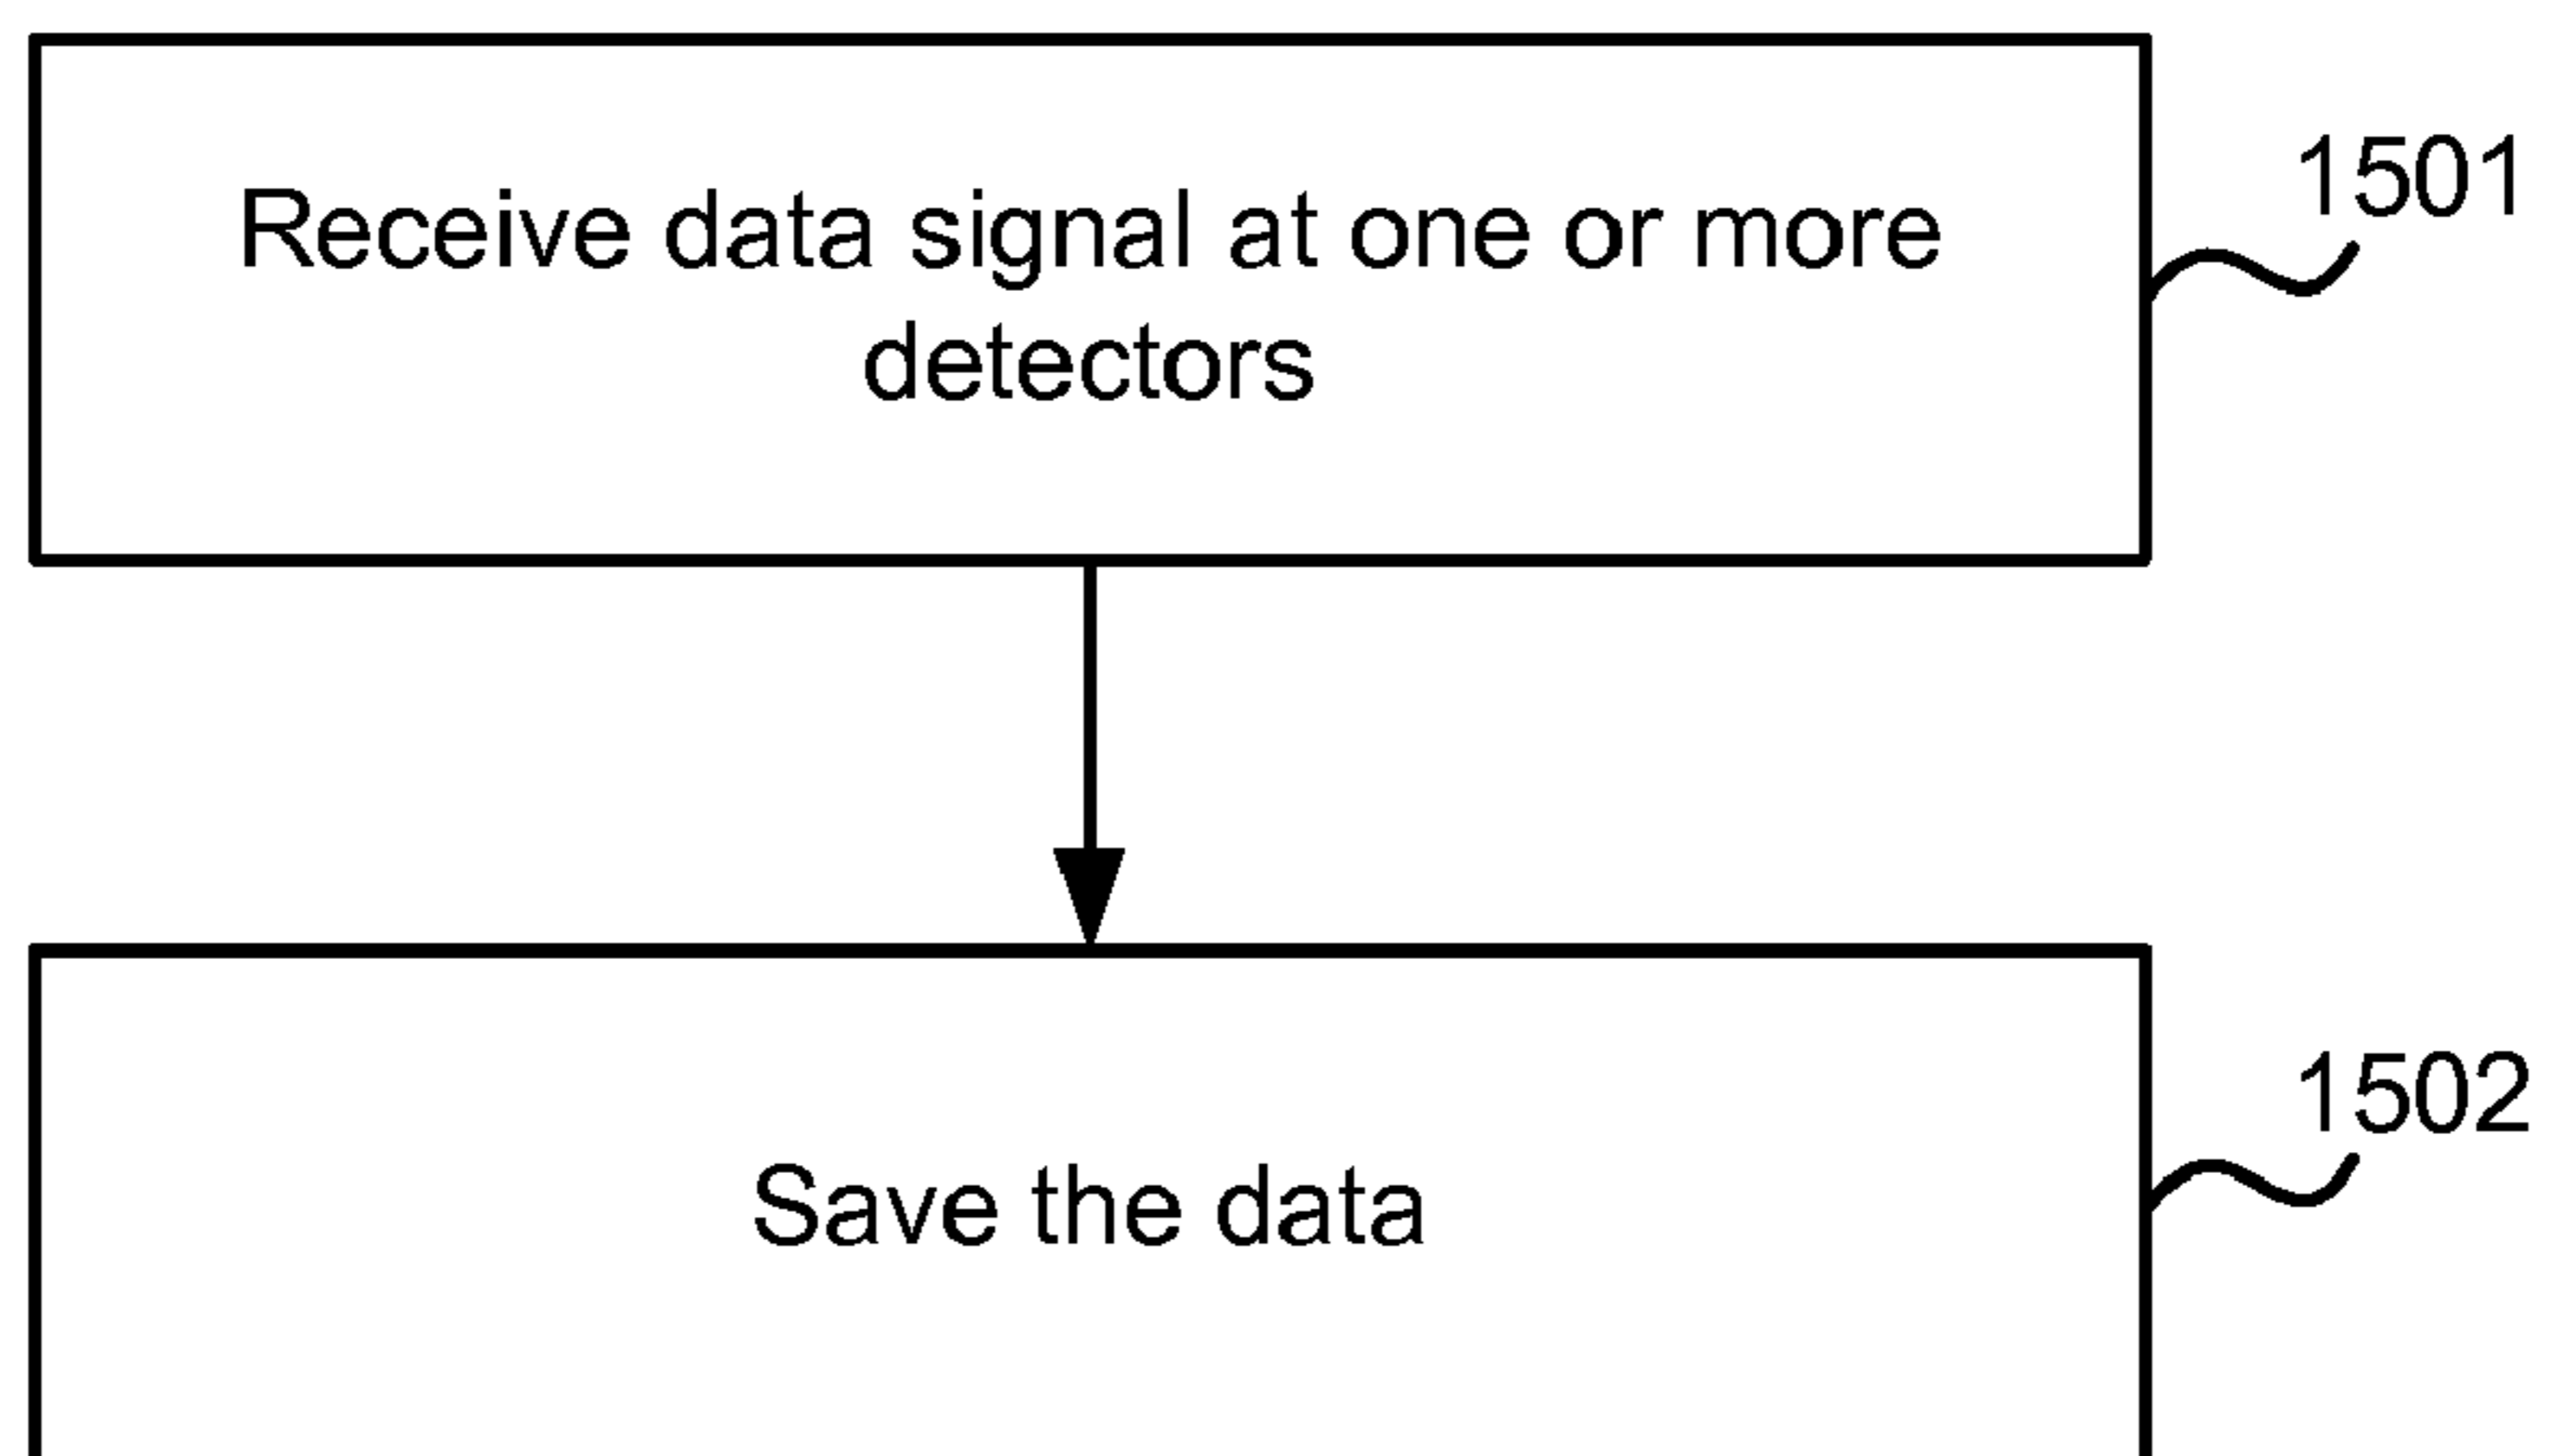 Receive data signal at one or more
detectors
1501
Save the data
1502